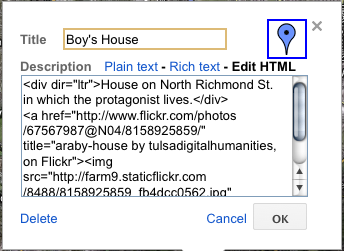 Title Boy's House
Description Plain text - Rich text - Edit HTML
<div dir="ltr">House on North Richmond St.
in which the protagonist lives.</div>
<a href="http://www.flickr.com/photos
/67567987@N04/8158925859/"
title="araby-house by tulsadigitalhumanities,
on Flickr"><img
src="http://farm9.staticflickr.com
/8488/8158925859_fb4dcc0562.jpg"
Delete Cancel OK